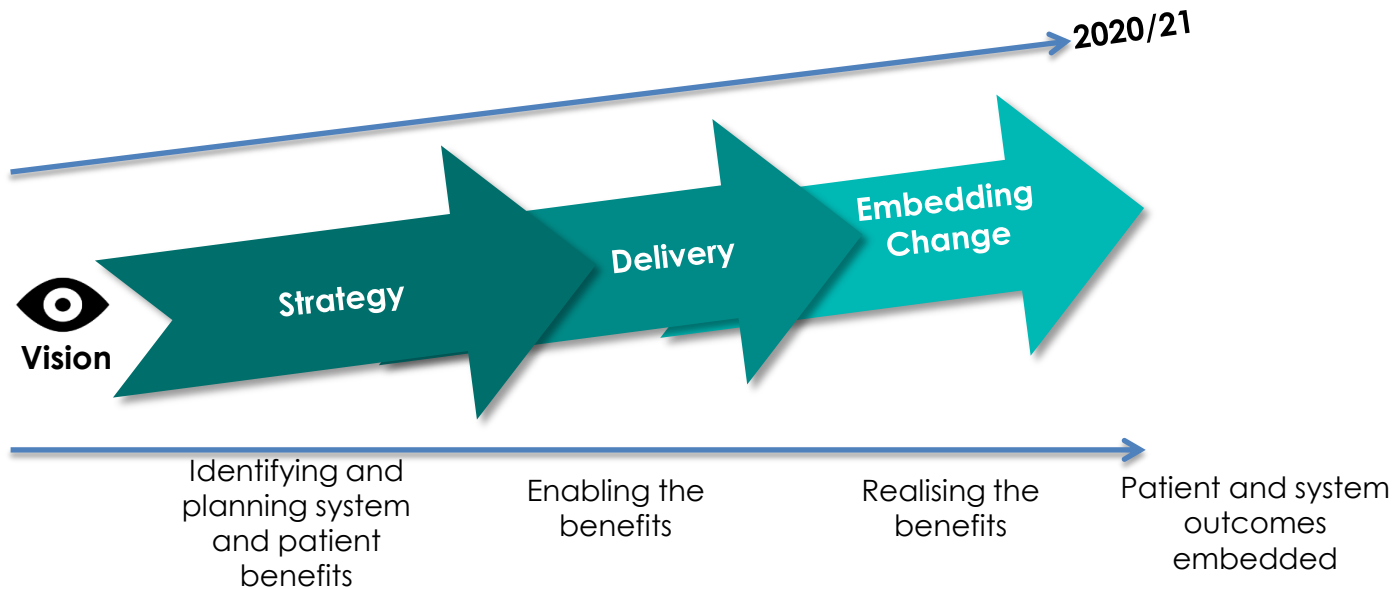 2020/21
Embedding
Change
Delivery
Strategy
Vision
Identifying and
planning system
and patient
benefits
Enabling the
benefits
Realising the
benefits
Patient and system
outcomes
embedded